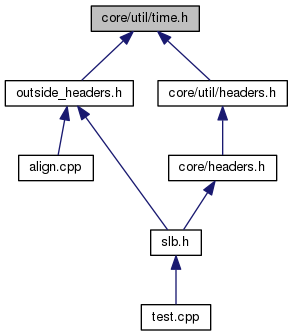 core/util/time.h
outside_headers.h
core/util/headers.h
align.cpp
core/headers.h
slb.h
test.cpp